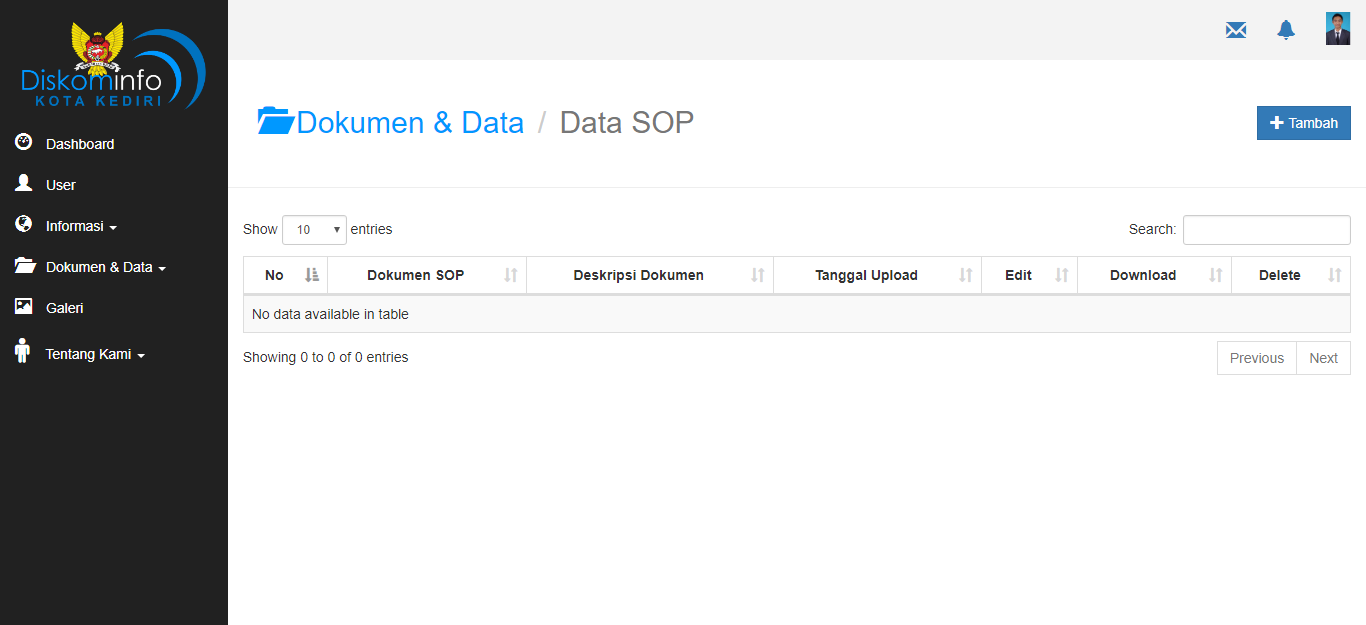 Diskominfo
KOTA KEDIRI
Dashboard
User
Informasi
Dokumen & Data
Galeri
Tentang Kami
Dokumen & Data / Data SOP
Tambah
Show 10 entries
Search:
No Dokumen SOP Deskripsi Dokumen Tanggal Upload Edit Download Delete
No data available in table
Showing 0 to 0 of 0 entries
Previous Next